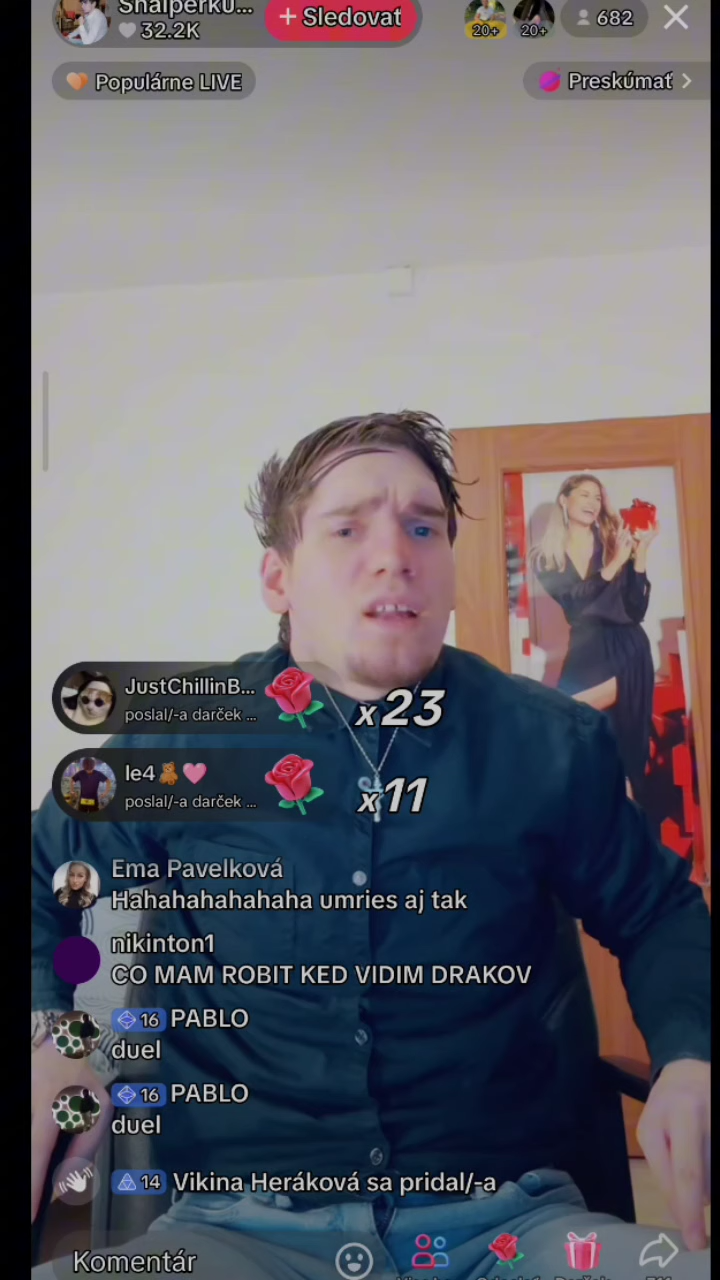 32.2K
+ Sledovať
20+
20+
682
Populárne LIVE
Preskúmať >
JustChillinB...
poslal/-a darček ...
x23
le4🧸🩷
poslal/-a darček ...
x11
Ema Pavelková
Hahahahahahaha umries aj tak
nikinton1
CO MAM ROBIT KED VIDIM DRAKOV
16 PABLO
duel
16 PABLO
duel
14 Vikina Heráková sa pridal/-a
Komentár